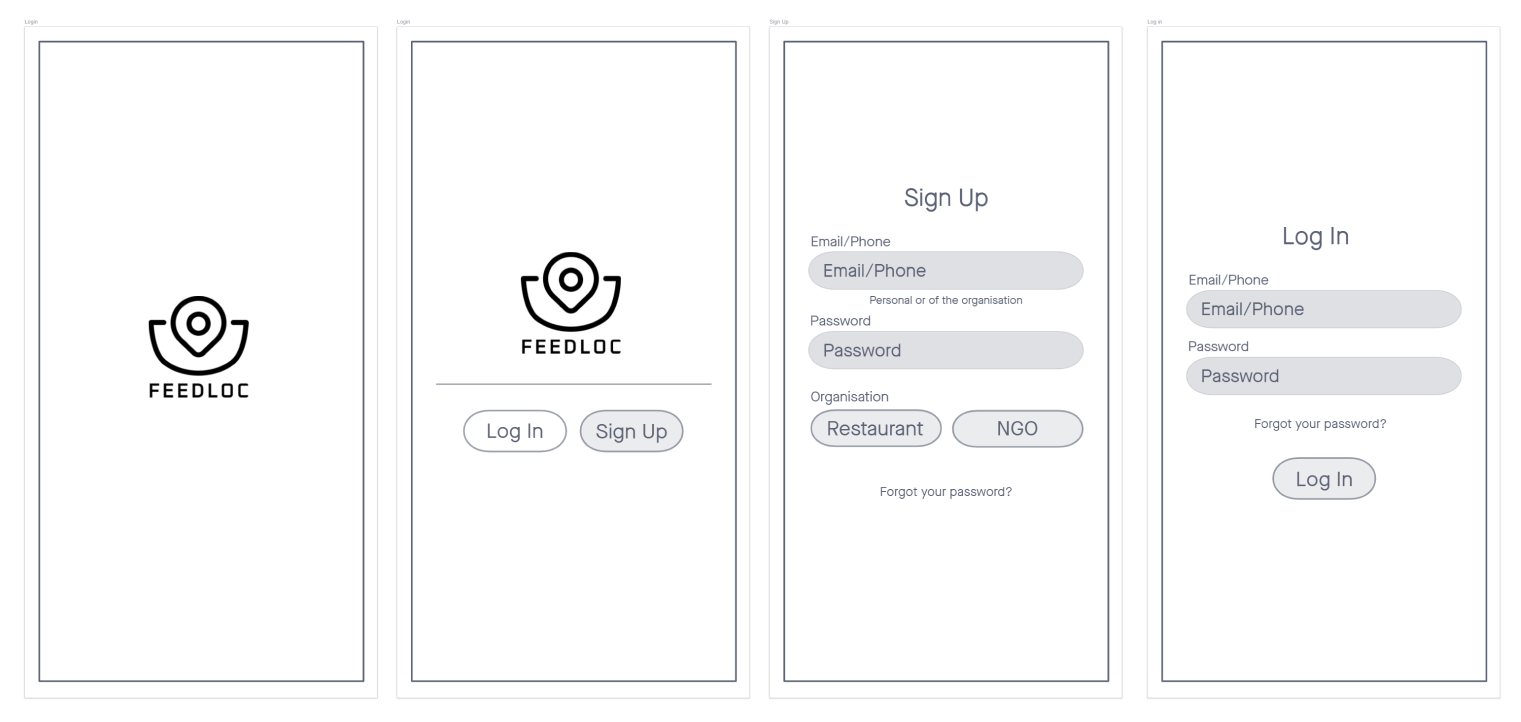 Login
FEEDLOC
Login
FEEDLOC
Log In
Sign Up
Sign Up
Sign Up
Email/Phone
Email/Phone
Personal or of the organisation
Password
Password
Organisation
Restaurant
NGO
Forgot your password?
Log in
Log In
Email/Phone
Email/Phone
Password
Password
Forgot your password?
Log In